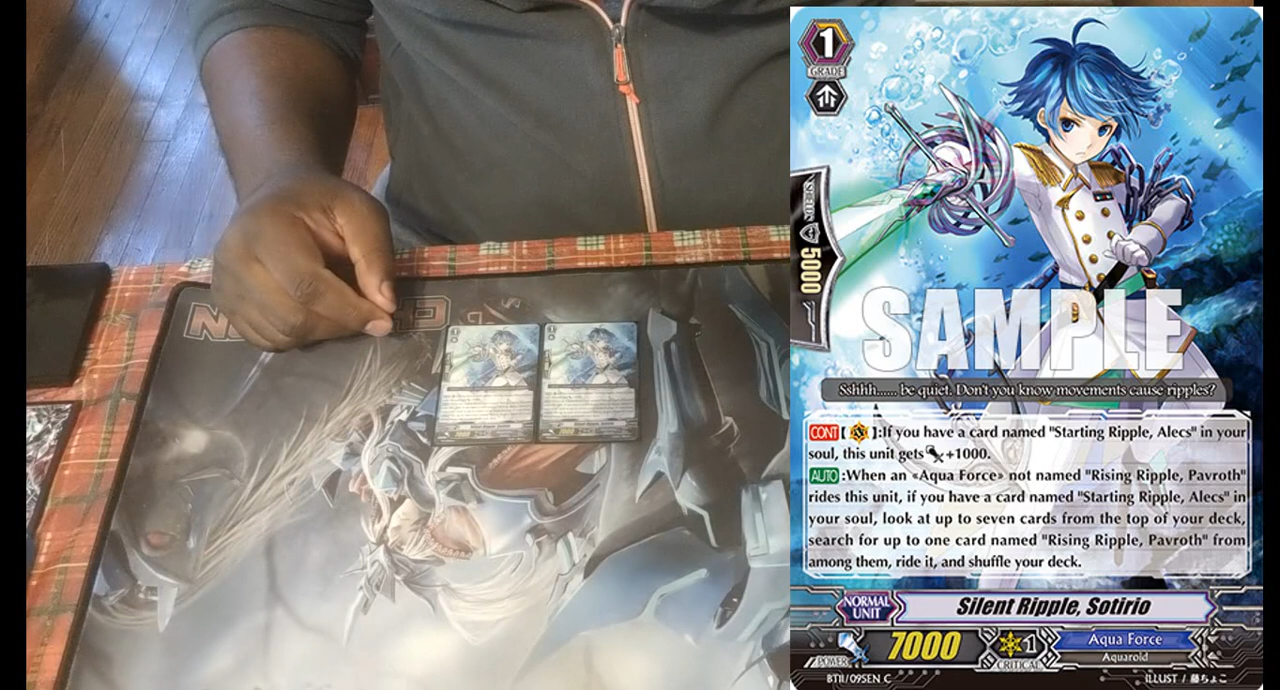 1
GRADE
SHIELD
5000
SAMPLE
Sshhh...... be quiet. Don't you know movements cause ripples?
CONT [ ]:If you have a card named "Starting Ripple, Alecs" in your
soul, this unit gets +1000.
AUTO :When an «Aqua Force» not named "Rising Ripple, Pavroth"
rides this unit, if you have a card named "Starting Ripple, Alecs" in
your soul, look at up to seven cards from the top of your deck,
search for up to one card named "Rising Ripple, Pavroth" from
among them, ride it, and shuffle your deck.
NORMAL
UNIT
Silent Ripple, Sotirio
POWER
7000
1
CRITICAL
Aqua Force
Aquaroid
BT11/095EN C
ILLUST / 藤ちょこ